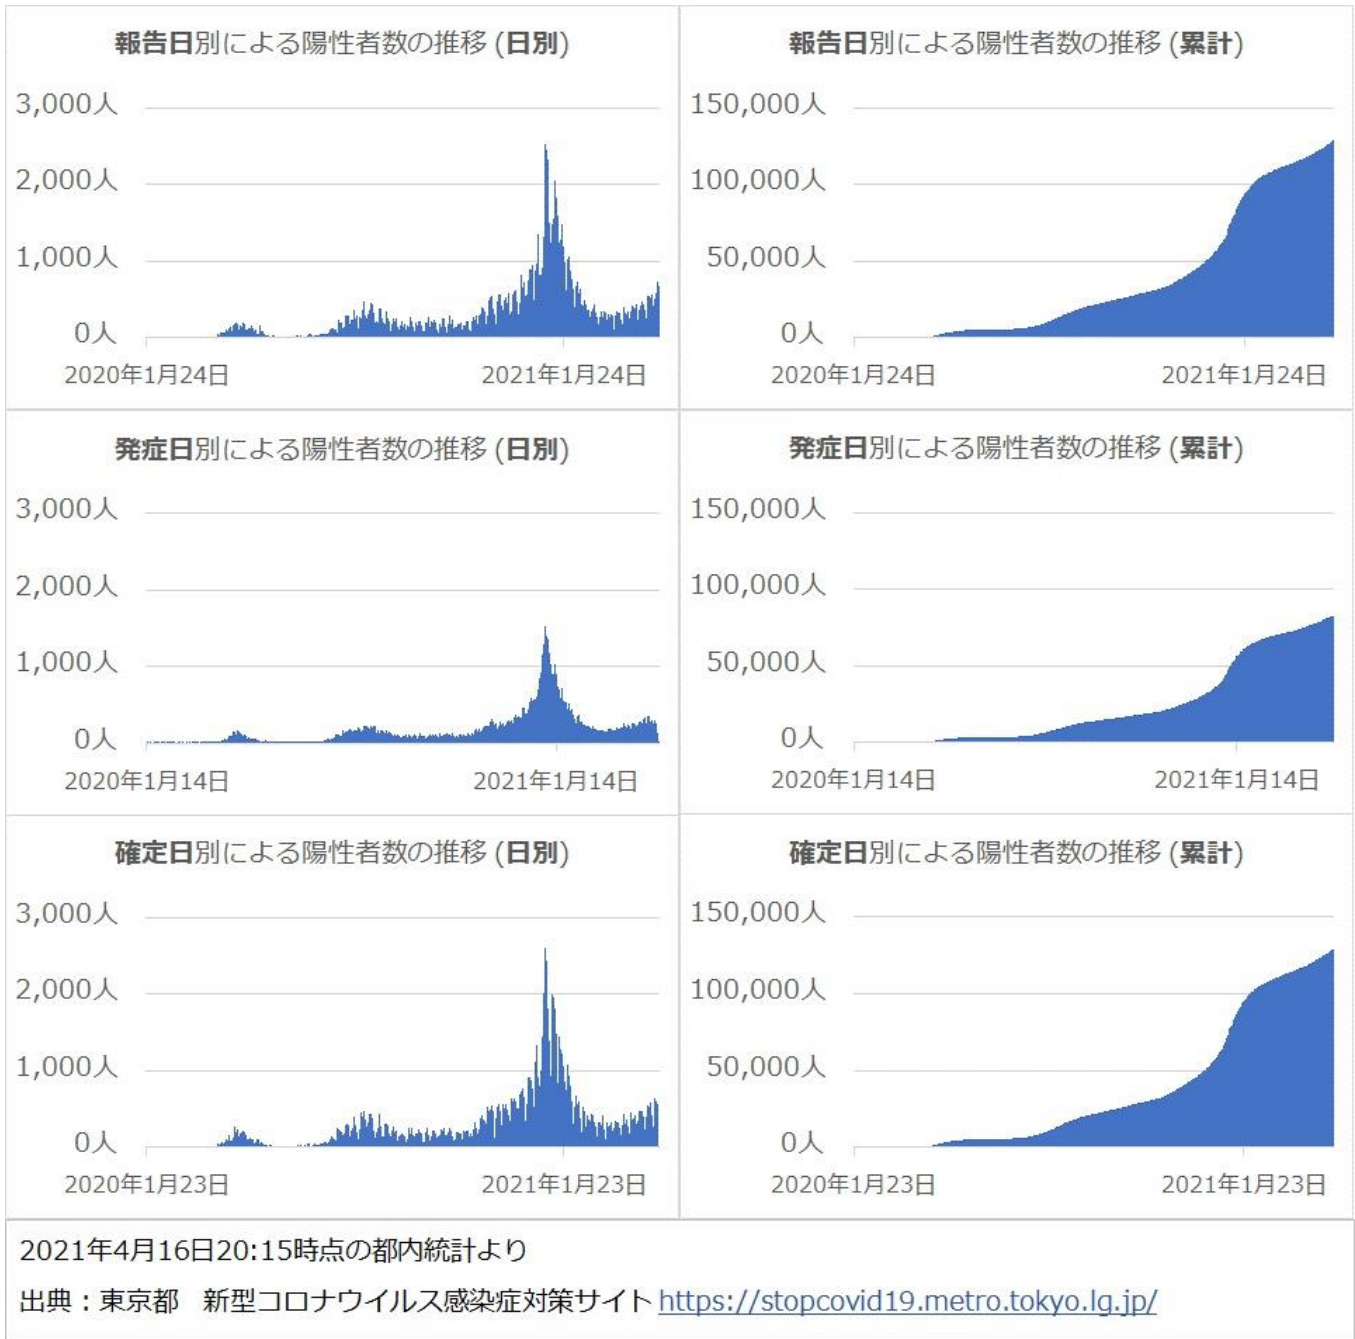 報告日別による陽性者数の推移 (日別)
3,000人
2,000人
1,000人
0人
2020年1月24日
2021年1月24日
報告日別による陽性者数の推移 (累計)
150,000人
100,000人
50,000人
0人
2020年1月24日
2021年1月24日
発症日別による陽性者数の推移 (日別)
3,000人
2,000人
1,000人
0人
2020年1月14日
2021年1月14日
発症日別による陽性者数の推移 (累計)
150,000人
100,000人
50,000人
0人
2020年1月14日
2021年1月14日
確定日別による陽性者数の推移 (日別)
3,000人
2,000人
1,000人
0人
2020年1月23日
2021年1月23日
確定日別による陽性者数の推移 (累計)
150,000人
100,000人
50,000人
0人
2020年1月23日
2021年1月23日
2021年4月16日20:15時点の都内統計より
出典：東京都　新型コロナウイルス感染症対策サイト https://stopcovid19.metro.tokyo.lg.jp/